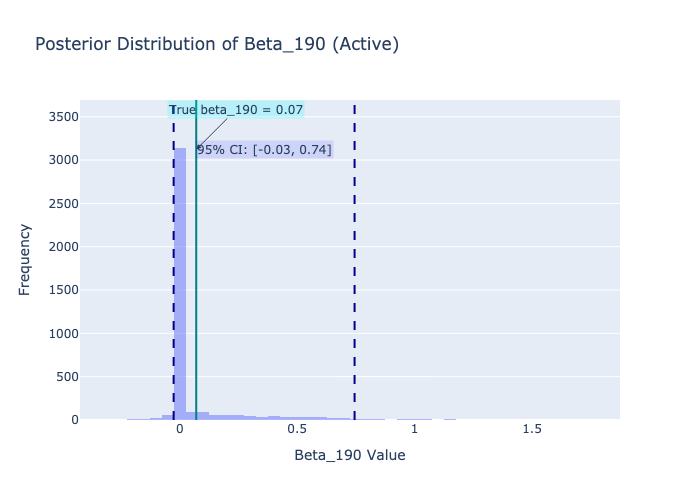 Posterior Distribution of Beta_190 (Active)
True beta_190 = 0.07
95% CI: [-0.03, 0.74]
3500
3000
2500
2000
1500
1000
500
0
Frequency
0 0.5 1 1.5
Beta_190 Value